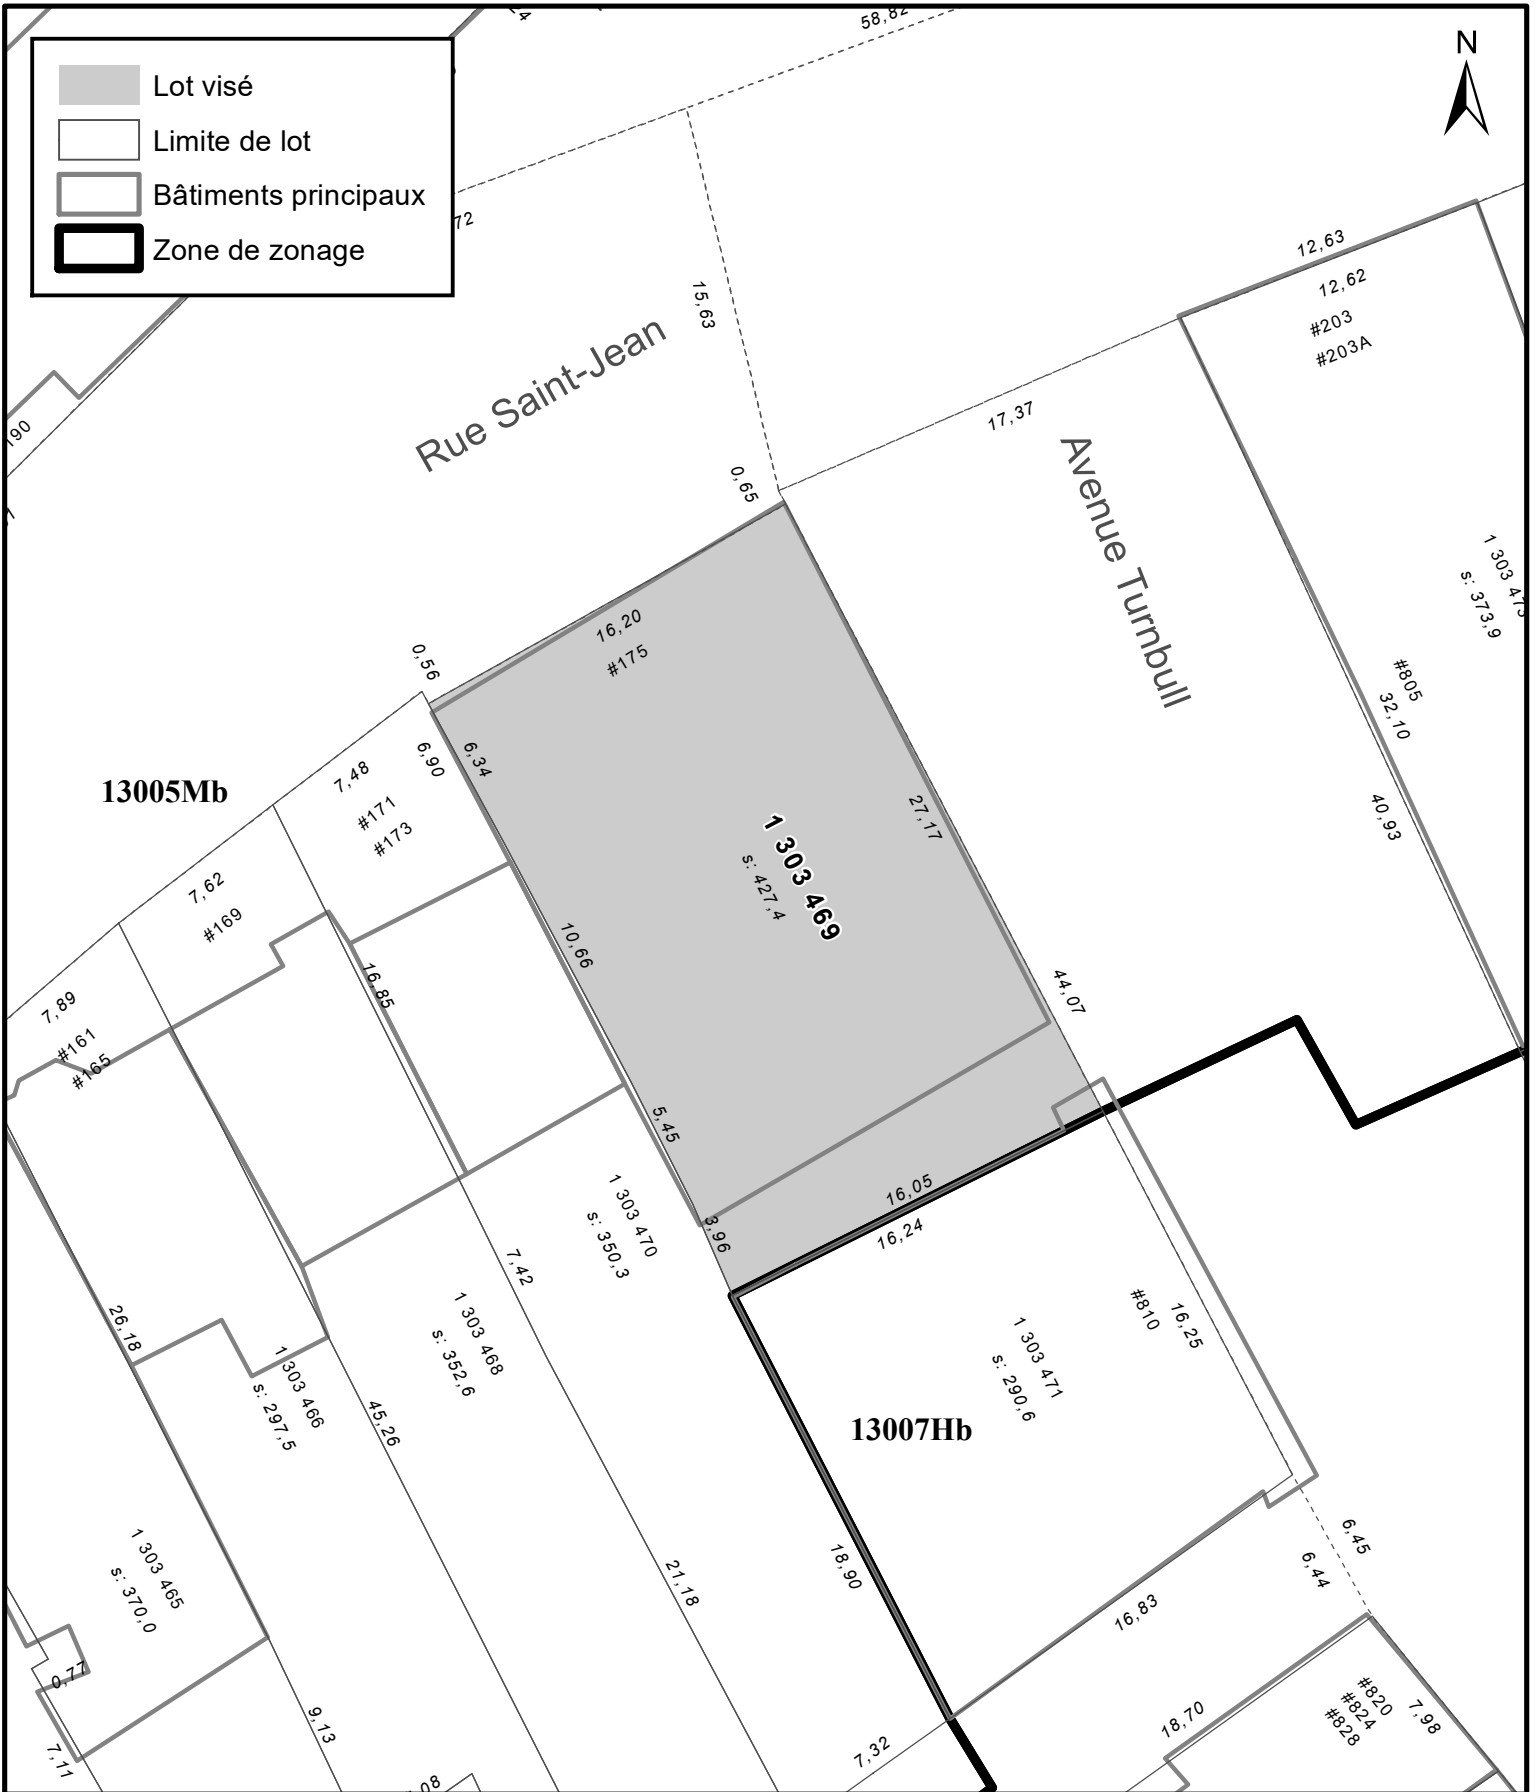 58,82
N
Lot visé
Limite de lot
Bâtiments principaux
Zone de zonage
72
15,63
12,63
12,62
#203
#203A
Rue Saint-Jean
190
17,37
Avenue Turnbull
0,65
1 303 473
s: 373,9
16,20
#175
0,56
#805
32,10
40,93
6,90
6,34
7,48
#171
#173
13005Mb
27,17
1 303 469
s: 427,4
7,62
#169
10,66
16,85
44,07
7,89
#161
#165
5,45
16,05
16,24
3,96
1 303 470
s: 350,3
7,42
26,18
1 303 468
s: 352,6
#810
16,25
1 303 471
s: 290,6
1 303 466
s: 297,5
45,26
13007Hb
1 303 465
s: 370,0
18,90
21,18
6,45
6,44
16,83
0,77
9,13
7,11
7,32
18,70
#820
#824
#828
7,98
08